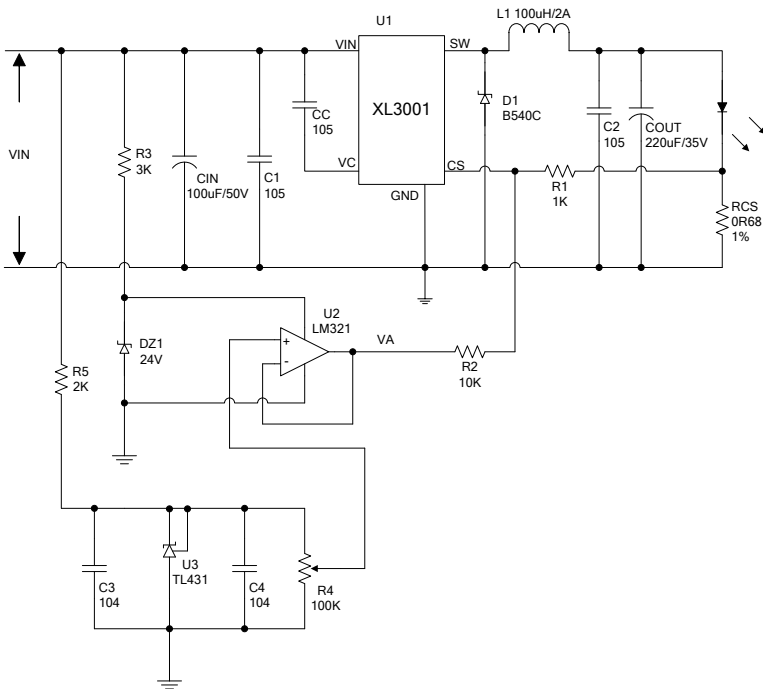 L1 100uH/2A
U1
VIN
SW
XL3001
CC
105
D1
B540C
C2
105
COUT
220uF/35V
VIN
R3
3K
CIN
100uF/50V
C1
105
VC
CS
GND
R1
1K
RCS
0R68
1%
U2
LM321
+
-
VA
DZ1
24V
R2
10K
R5
2K
C3
104
U3
TL431
C4
104
R4
100K